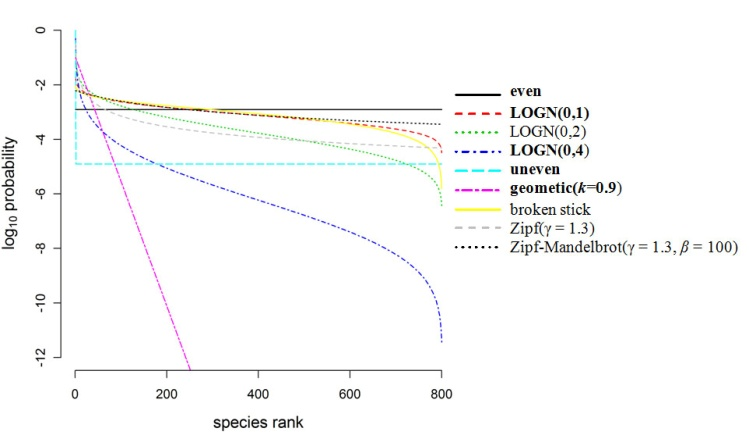 log10 probability
0
-2
-4
-6
-8
-10
-12
0 200 400 600 800
species rank
even
LOGN(0,1)
LOGN(0,2)
LOGN(0,4)
uneven
geometic(k=0.9)
broken stick
Zipf(γ = 1.3)
Zipf-Mandelbrot(γ = 1.3, β = 100)